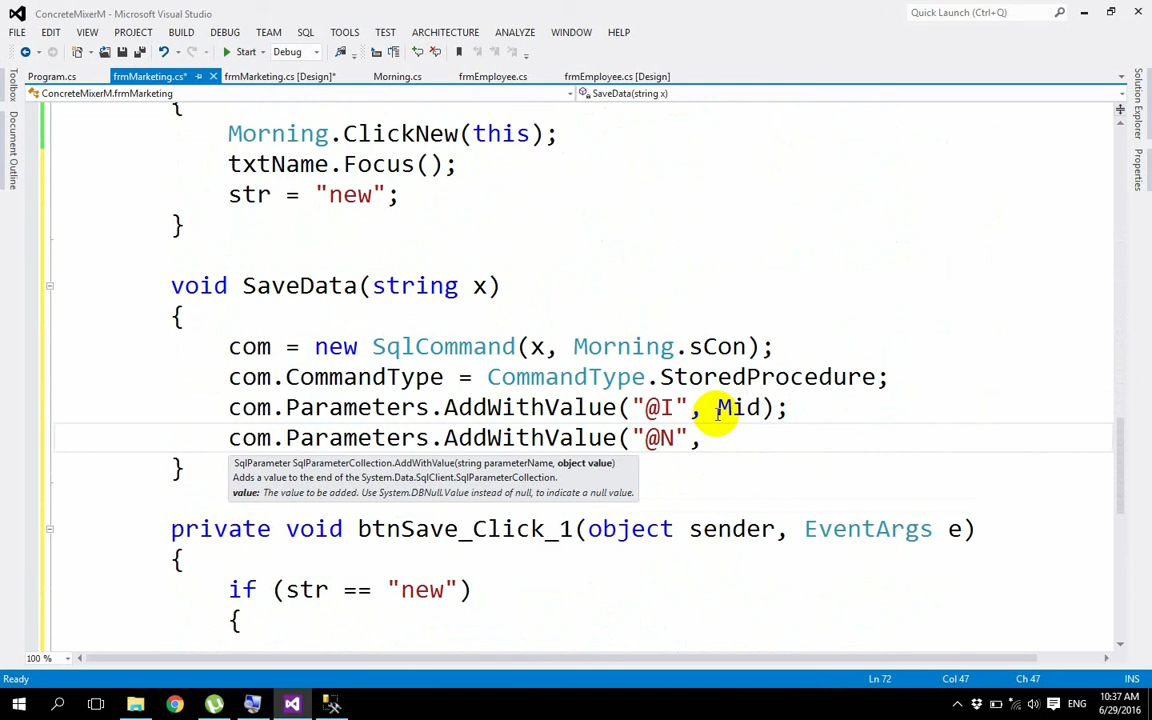 ConcreteMixerM - Microsoft Visual Studio
Quick Launch (Ctrl+Q)
FILE EDIT VIEW PROJECT BUILD DEBUG TEAM SQL TOOLS TEST ARCHITECTURE ANALYZE WINDOW HELP
Start Debug
Program.cs frmMarketing.cs* frmMarketing.cs [Design]* Morning.cs frmEmployee.cs frmEmployee.cs [Design]
ConcreteMixerM.frmMarketing SaveData(string x)
Toolbox
Document Outline
Solution Explorer
Properties
{
Morning.ClickNew(this);
txtName.Focus();
str = "new";
}
void SaveData(string x)
{
com = new SqlCommand(x, Morning.sCon);
com.CommandType = CommandType.StoredProcedure;
com.Parameters.AddWithValue("@I", Mid);
com.Parameters.AddWithValue("@N",
SqlParameter SqlParameterCollection.AddWithValue(string parameterName, object value)
Adds a value to the end of the System.Data.SqlClient.SqlParameterCollection.
value: The value to be added. Use System.DBNull.Value instead of null, to indicate a null value.
}
private void btnSave_Click_1(object sender, EventArgs e)
{
if (str == "new")
{
100 %
Ready Ln 72 Col 47 Ch 47 INS
ENG 10:37 AM
6/29/2016